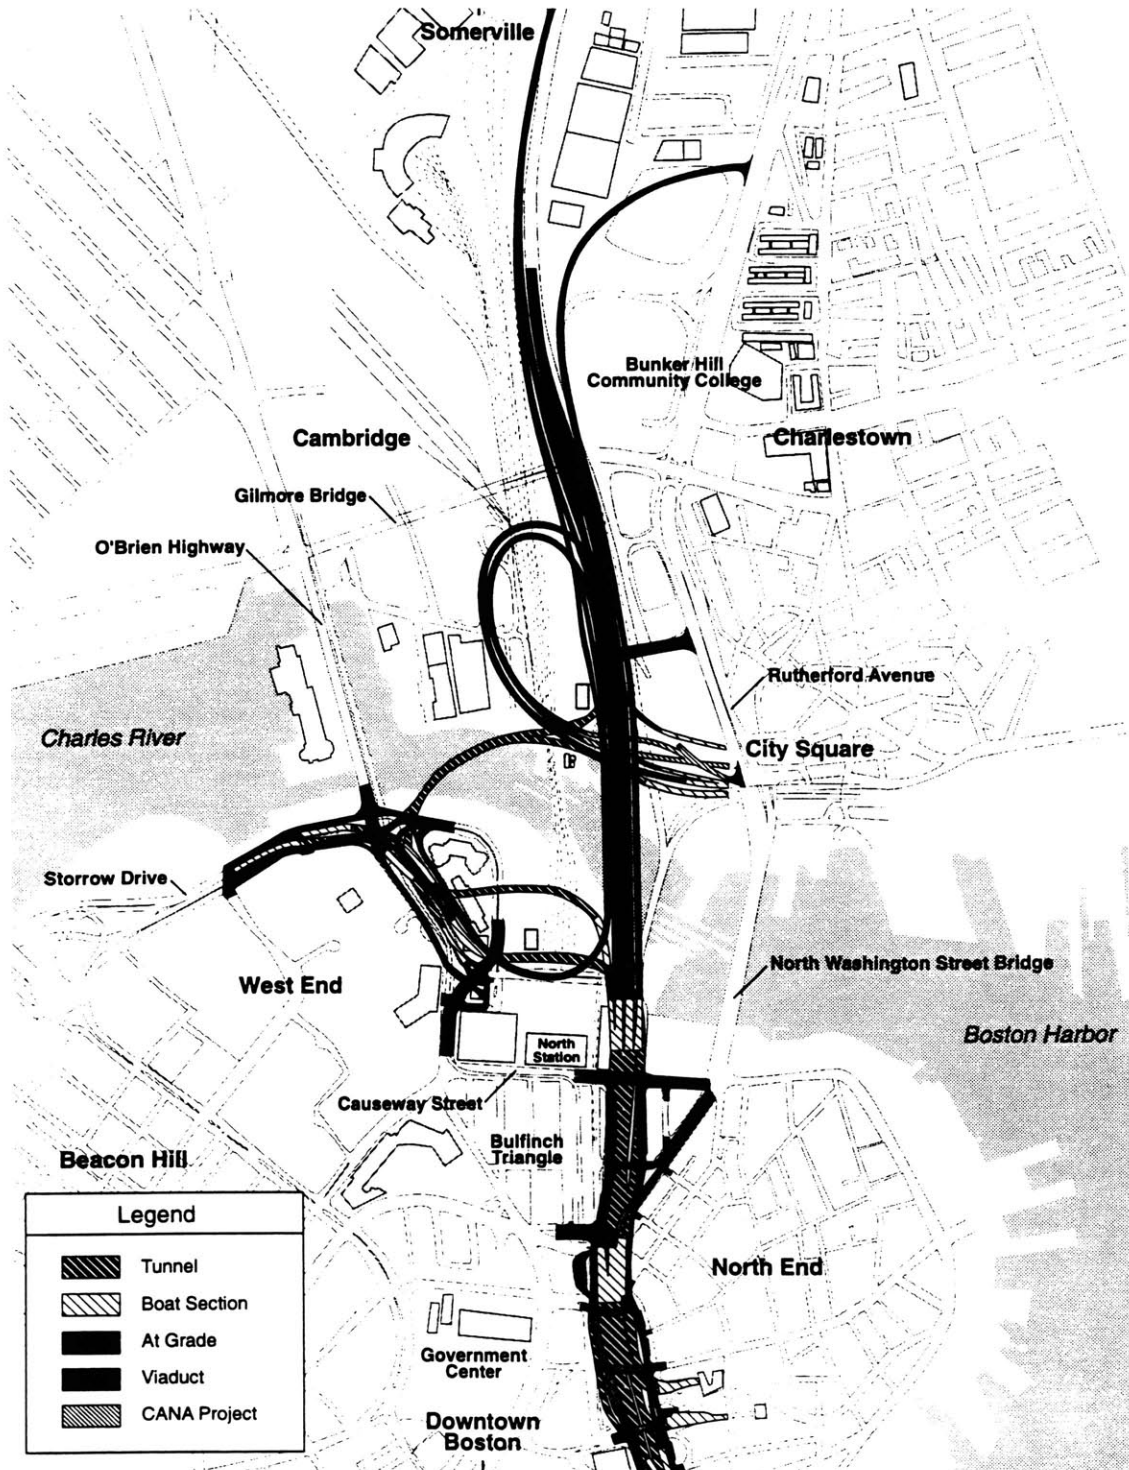 Somerville
Bunker Hill
Community College
Cambridge
Charlestown
Gilmore Bridge
O'Brien Highway
Rutherford Avenue
Charles River
City Square
Storrow Drive
North Washington Street Bridge
West End
Boston Harbor
North
Station
Causeway Street
Bulfinch
Triangle
Beacon Hill
Legend
Tunnel
Boat Section
At Grade
Viaduct
CANA Project
North End
Government
Center
Downtown
Boston